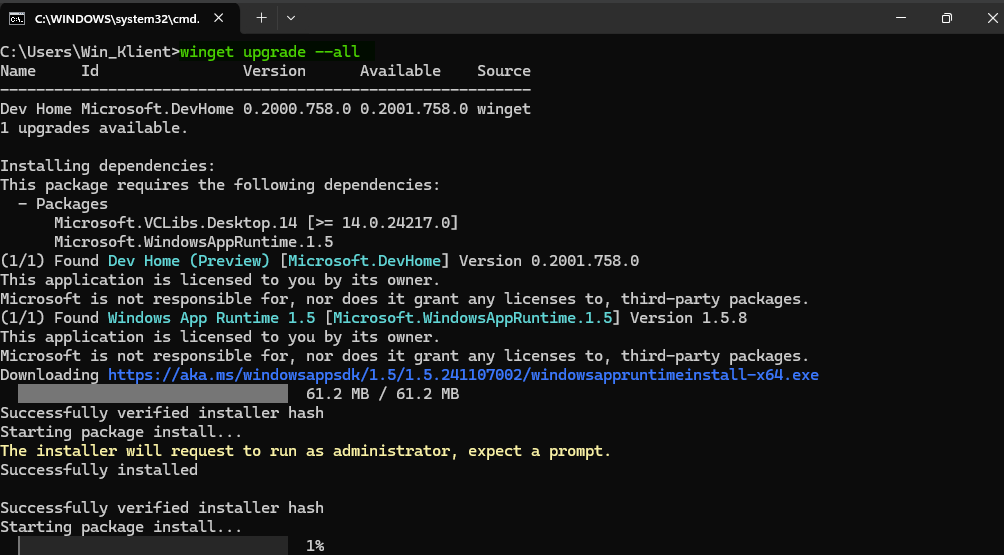 C:\WINDOWS\system32\cmd.
C:\Users\Win_Klient>winget upgrade --all
Name Id Version Available Source
-----------------------------------------------------------
Dev Home Microsoft.DevHome 0.2000.758.0 0.2001.758.0 winget
1 upgrades available.
Installing dependencies:
This package requires the following dependencies:
- Packages
Microsoft.VCLibs.Desktop.14 [>= 14.0.24217.0]
Microsoft.WindowsAppRuntime.1.5
(1/1) Found Dev Home (Preview) [Microsoft.DevHome] Version 0.2001.758.0
This application is licensed to you by its owner.
Microsoft is not responsible for, nor does it grant any licenses to, third-party packages.
(1/1) Found Windows App Runtime 1.5 [Microsoft.WindowsAppRuntime.1.5] Version 1.5.8
This application is licensed to you by its owner.
Microsoft is not responsible for, nor does it grant any licenses to, third-party packages.
Downloading https://aka.ms/windowsappsdk/1.5/1.5.241107002/windowsappruntimeinstall-x64.exe
61.2 MB / 61.2 MB
Successfully verified installer hash
Starting package install...
The installer will request to run as administrator, expect a prompt.
Successfully installed
Successfully verified installer hash
Starting package install...
1%